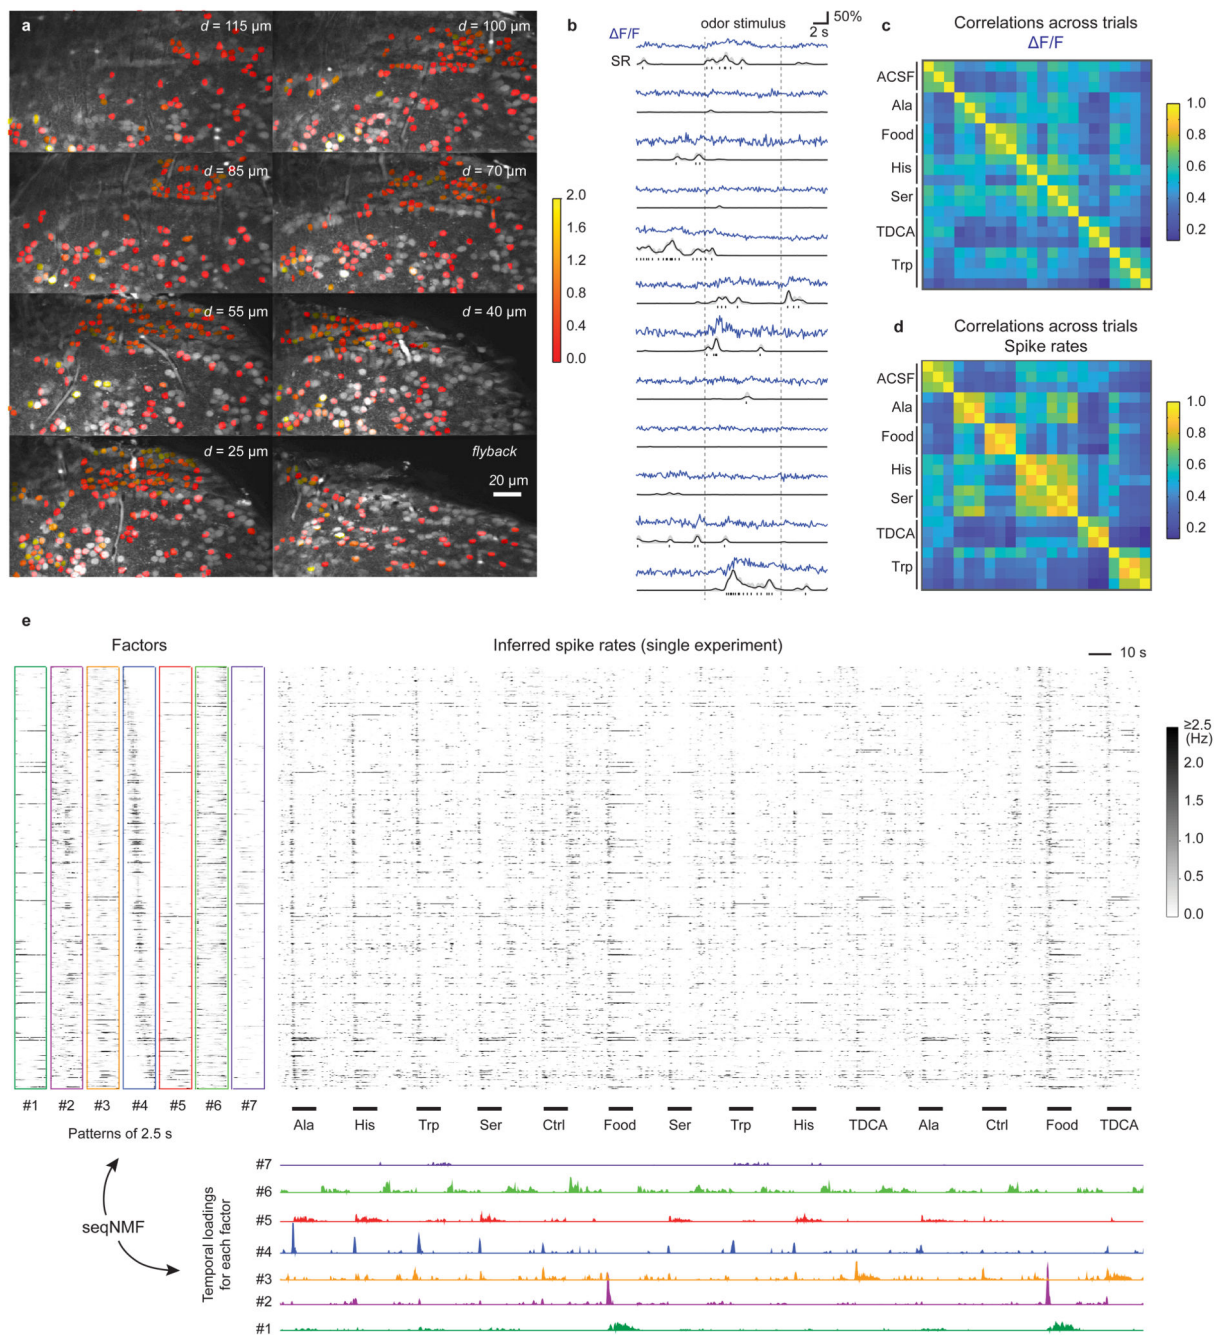 a
d = 115 µm
d = 100 µm
d = 85 µm
d = 70 µm
d = 55 µm
d = 40 µm
d = 25 µm
flyback
20 µm
2.0
1.6
1.2
0.8
0.4
0.0
b
odor stimulus
50%
2 s
ΔF/F
SR
c
Correlations across trials
ΔF/F
ACSF
Ala
Food
His
Ser
TDCA
Trp
1.0
0.8
0.6
0.4
0.2
d
Correlations across trials
Spike rates
ACSF
Ala
Food
His
Ser
TDCA
Trp
1.0
0.8
0.6
0.4
0.2
e
Factors
Inferred spike rates (single experiment)
10 s
≥2.5
(Hz)
2.0
1.5
1.0
0.5
0.0
#1 #2 #3 #4 #5 #6 #7
Patterns of 2.5 s
Ala His Trp Ser Ctrl Food Ser Trp His TDCA Ala Ctrl Food TDCA
seqNMF
Temporal loadings
for each factor
#7
#6
#5
#4
#3
#2
#1